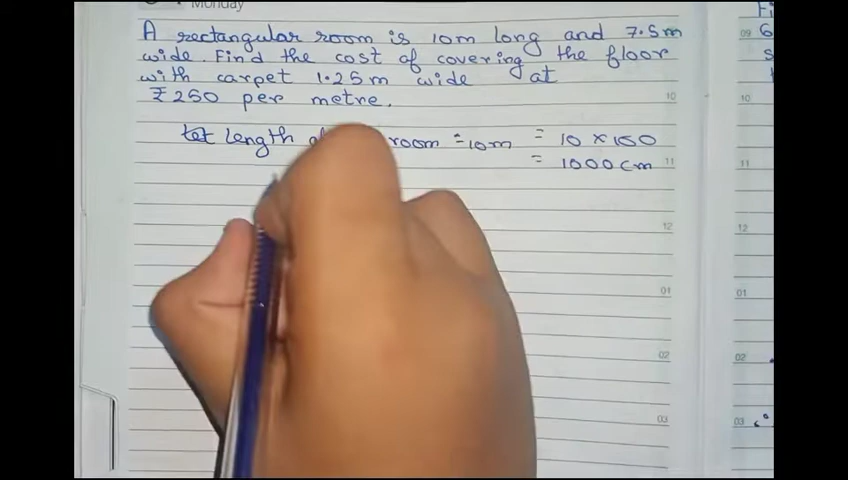 Monday
A rectangular room is 10m long and 7.5m
wide. Find the cost of covering the floor
with carpet 1.25m wide at
₹250 per metre.
Let Length room = 10m = 10 × 100
= 1000cm
10
11
12
01
02
03
09 6
10
11
12
01
02
03